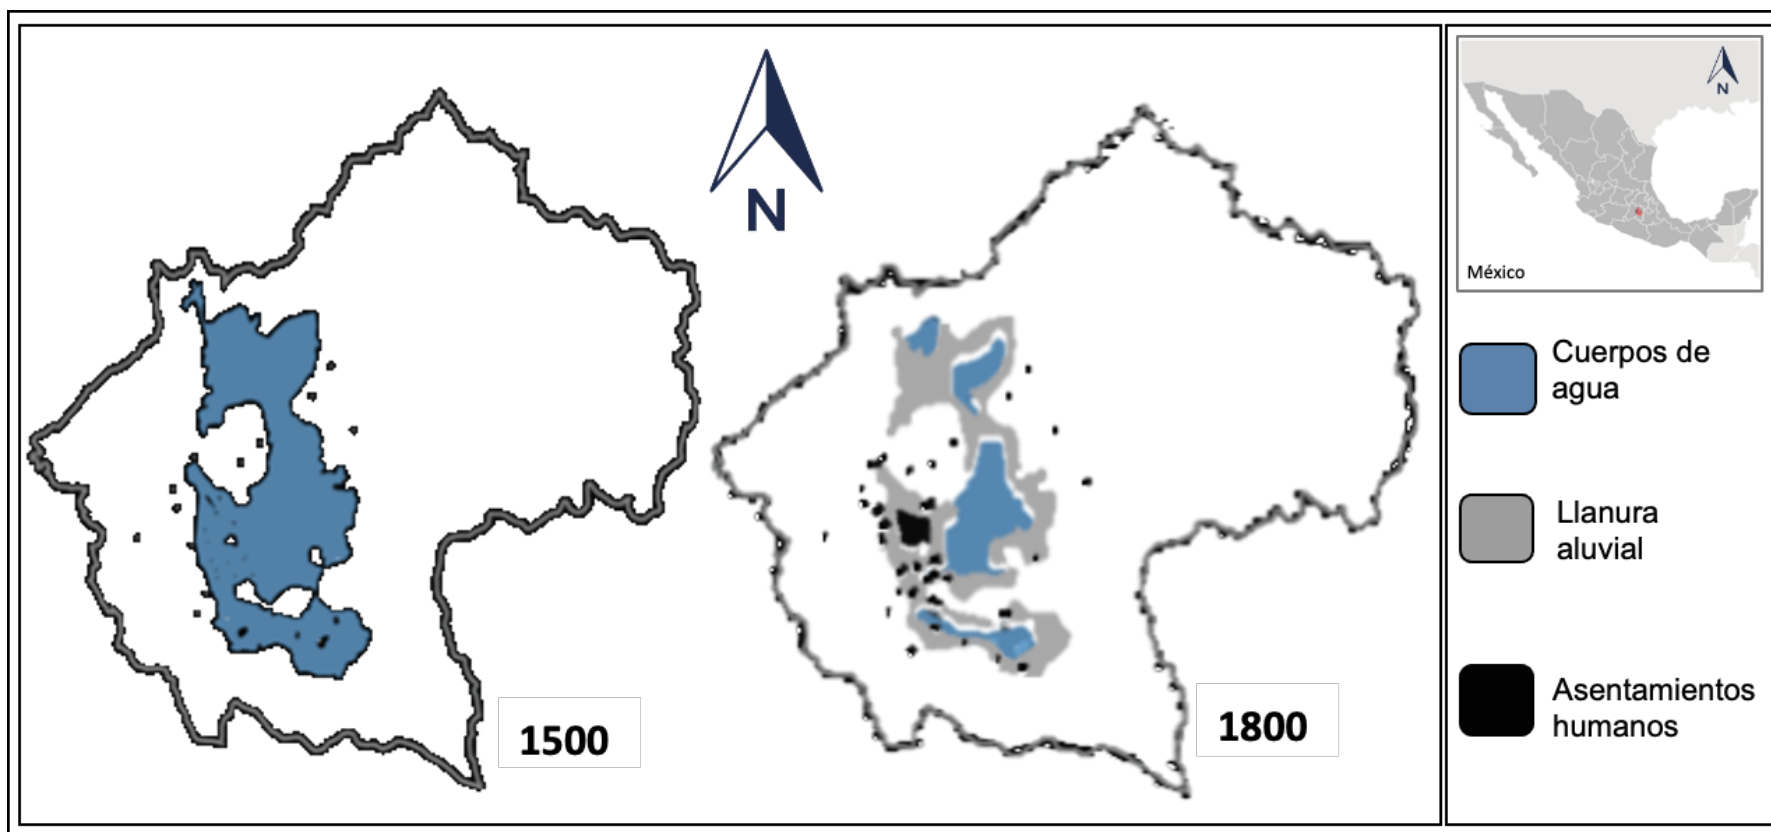 N
1500
1800
N
México
Cuerpos de
agua
Llanura
aluvial
Asentamientos
humanos